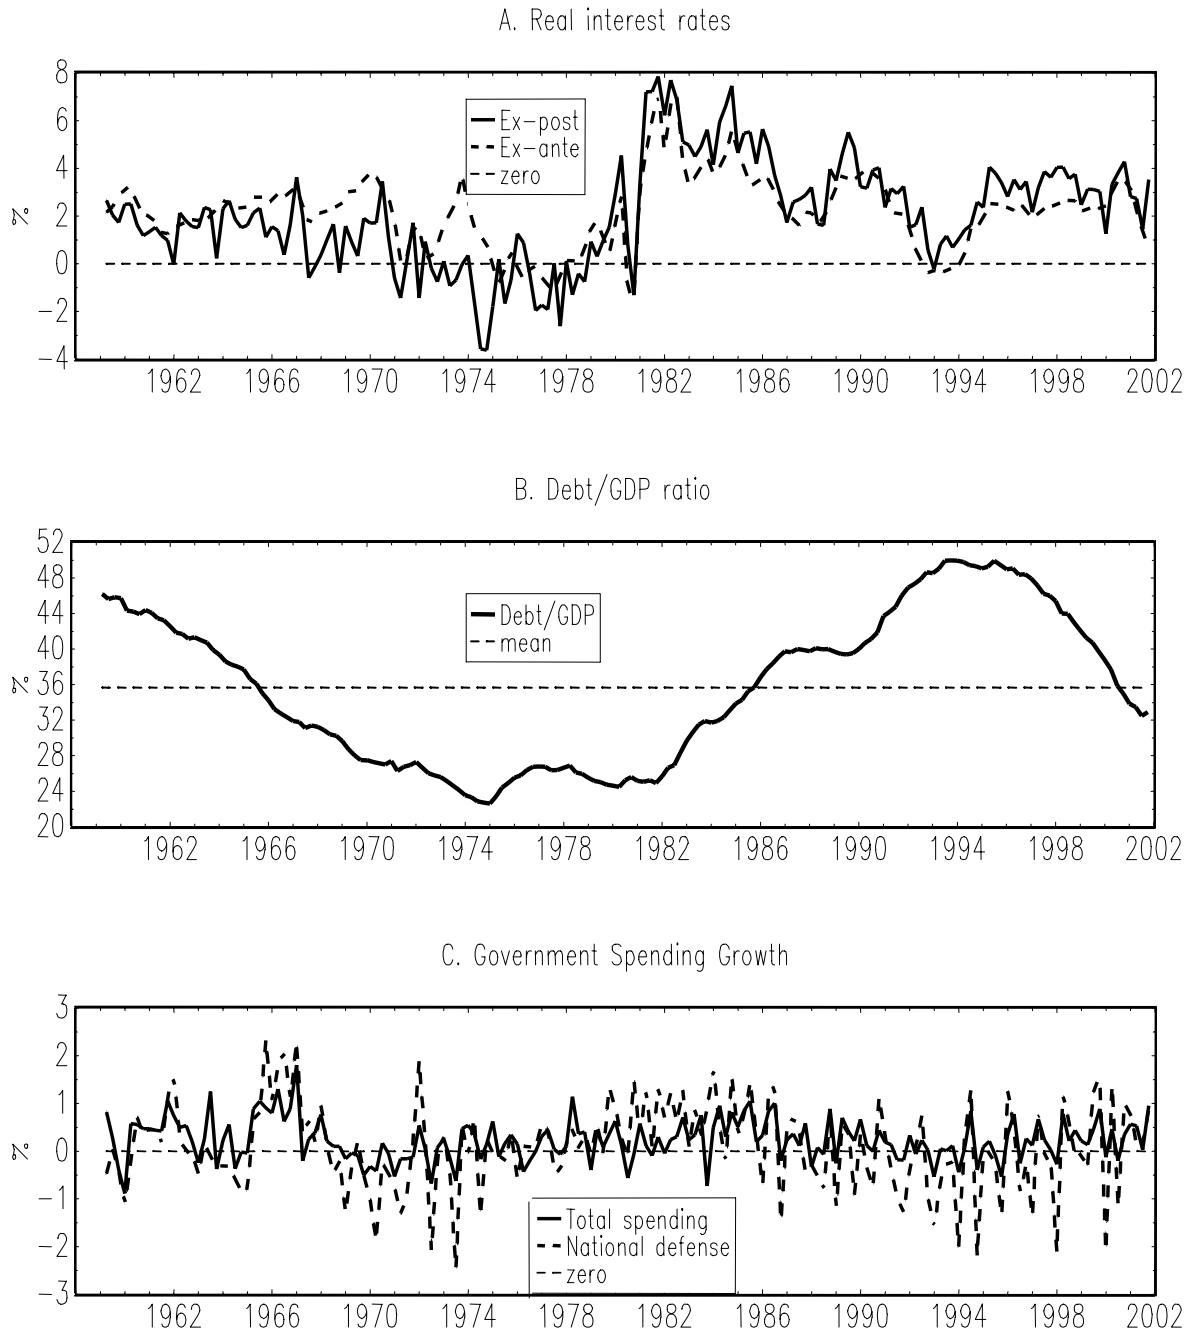 A. Real interest rates
8
6
4
2
0
−2
−4
%
Ex−post
Ex−ante
zero
1962 1966 1970 1974 1978 1982 1986 1990 1994 1998 2002
B. Debt/GDP ratio
52
48
44
40
36
32
28
24
20
%
Debt/GDP
mean
1962 1966 1970 1974 1978 1982 1986 1990 1994 1998 2002
C. Government Spending Growth
3
2
1
0
−1
−2
−3
%
Total spending
National defense
zero
1962 1966 1970 1974 1978 1982 1986 1990 1994 1998 2002